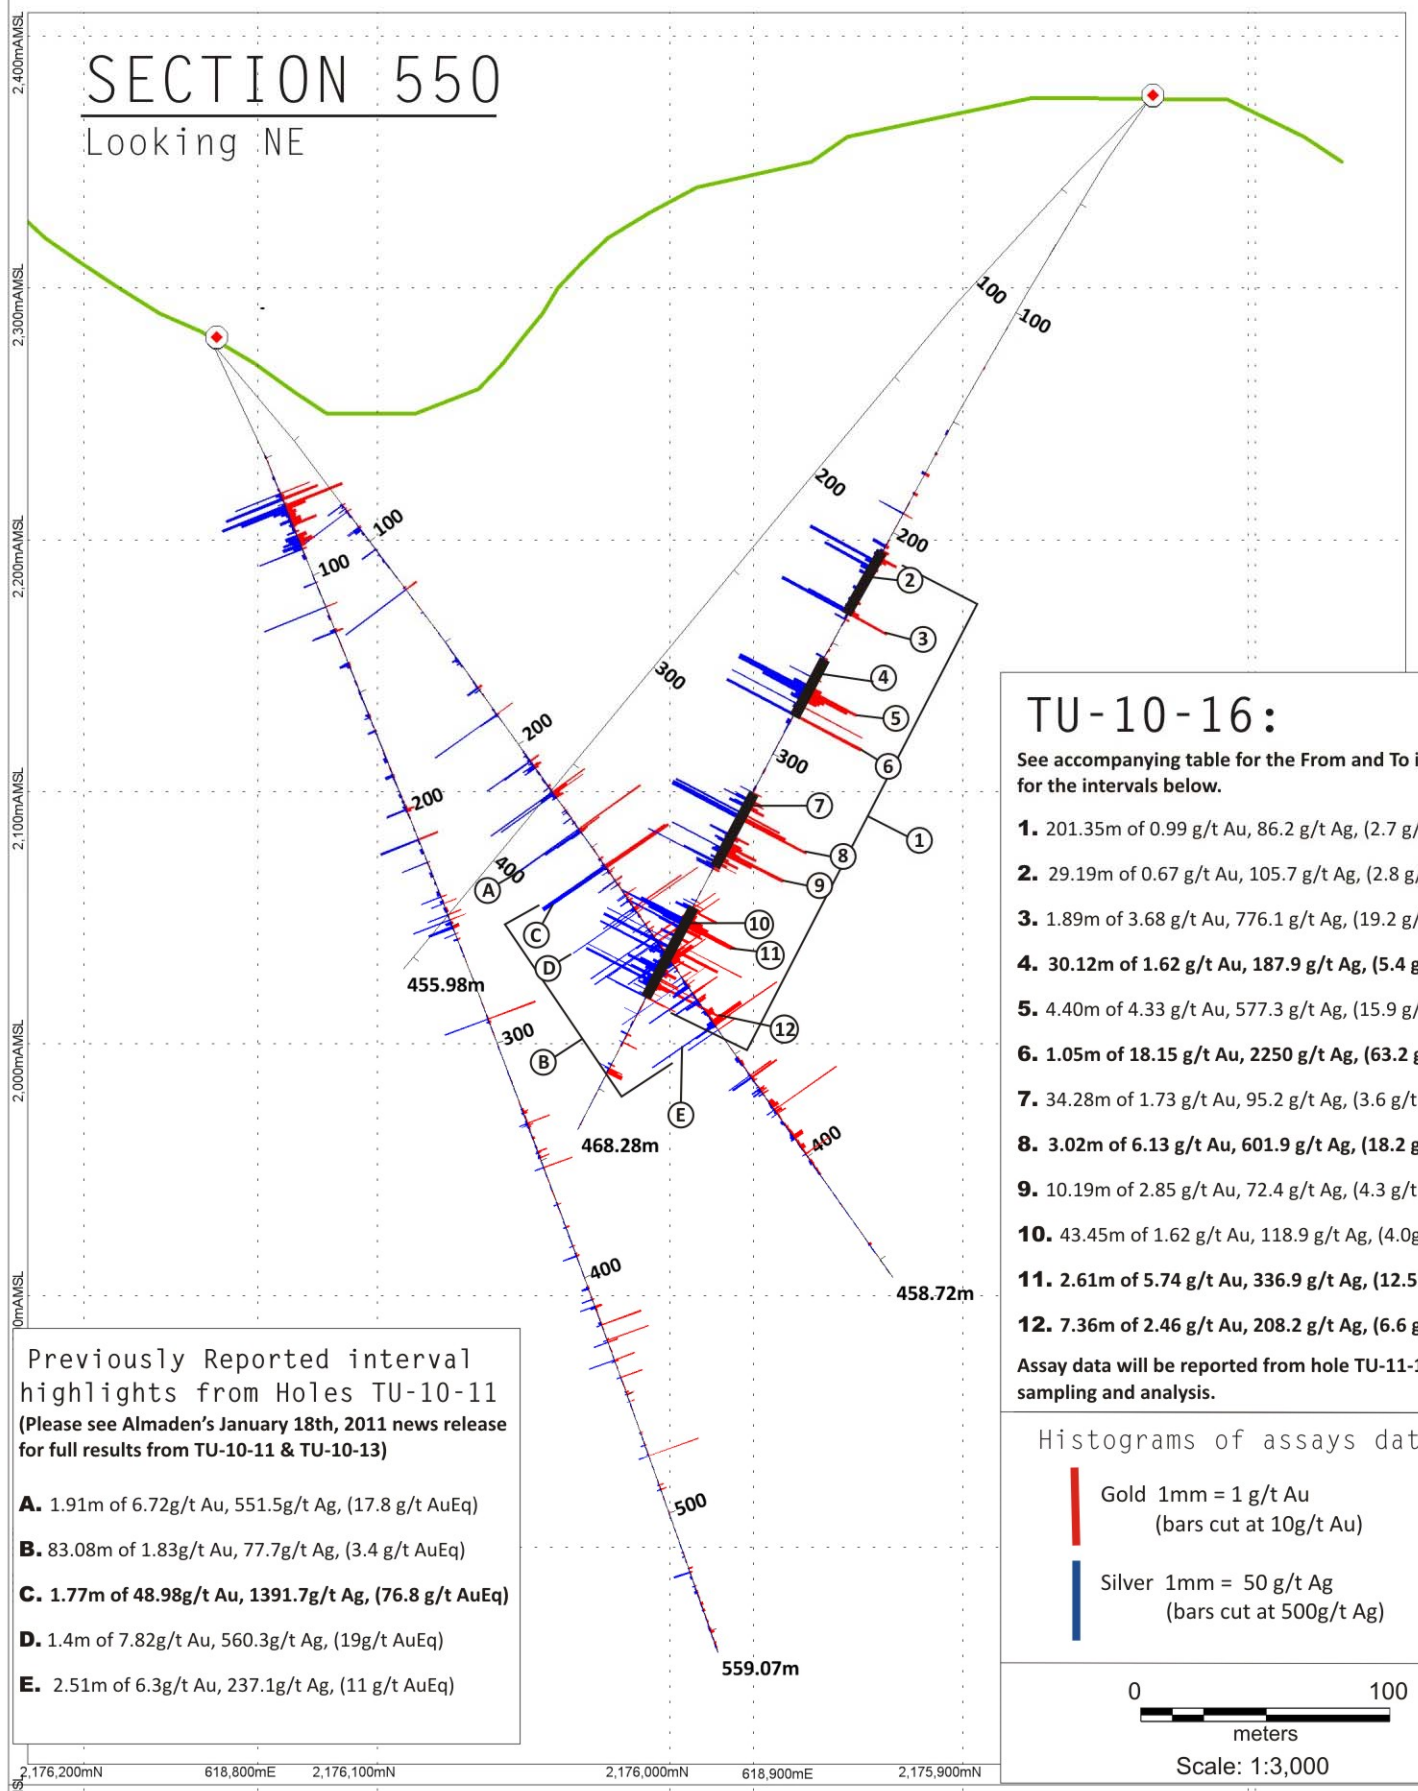 SECTION 550
Looking NE
2,400mAMSL
2,300mAMSL
2,200mAMSL
2,100mAMSL
2,000mAMSL
0mAMSL
SL
100
100
200
200
300
300
400
468.28m
455.98m
100
100
200
200
300
400
400
500
458.72m
559.07m
1
2
3
4
5
6
7
8
9
10
11
12
A
B
C
D
E
TU-10-16:
See accompanying table for the From and To i
for the intervals below.
1. 201.35m of 0.99 g/t Au, 86.2 g/t Ag, (2.7 g/
2. 29.19m of 0.67 g/t Au, 105.7 g/t Ag, (2.8 g/
3. 1.89m of 3.68 g/t Au, 776.1 g/t Ag, (19.2 g/
4. 30.12m of 1.62 g/t Au, 187.9 g/t Ag, (5.4 g
5. 4.40m of 4.33 g/t Au, 577.3 g/t Ag, (15.9 g/
6. 1.05m of 18.15 g/t Au, 2250 g/t Ag, (63.2 g
7. 34.28m of 1.73 g/t Au, 95.2 g/t Ag, (3.6 g/t
8. 3.02m of 6.13 g/t Au, 601.9 g/t Ag, (18.2 g
9. 10.19m of 2.85 g/t Au, 72.4 g/t Ag, (4.3 g/t
10. 43.45m of 1.62 g/t Au, 118.9 g/t Ag, (4.0g
11. 2.61m of 5.74 g/t Au, 336.9 g/t Ag, (12.5
12. 7.36m of 2.46 g/t Au, 208.2 g/t Ag, (6.6 g
Assay data will be reported from hole TU-11-1
sampling and analysis.
Histograms of assays dat
Gold 1mm = 1 g/t Au
(bars cut at 10g/t Au)
Silver 1mm = 50 g/t Ag
(bars cut at 500g/t Ag)
0 100
meters
Scale: 1:3,000
Previously Reported interval
highlights from Holes TU-10-11
(Please see Almaden's January 18th, 2011 news release
for full results from TU-10-11 & TU-10-13)
A. 1.91m of 6.72g/t Au, 551.5g/t Ag, (17.8 g/t AuEq)
B. 83.08m of 1.83g/t Au, 77.7g/t Ag, (3.4 g/t AuEq)
C. 1.77m of 48.98g/t Au, 1391.7g/t Ag, (76.8 g/t AuEq)
D. 1.4m of 7.82g/t Au, 560.3g/t Ag, (19g/t AuEq)
E. 2.51m of 6.3g/t Au, 237.1g/t Ag, (11 g/t AuEq)
2,176,200mN 618,800mE 2,176,100mN 2,176,000mN 618,900mE 2,175,900mN